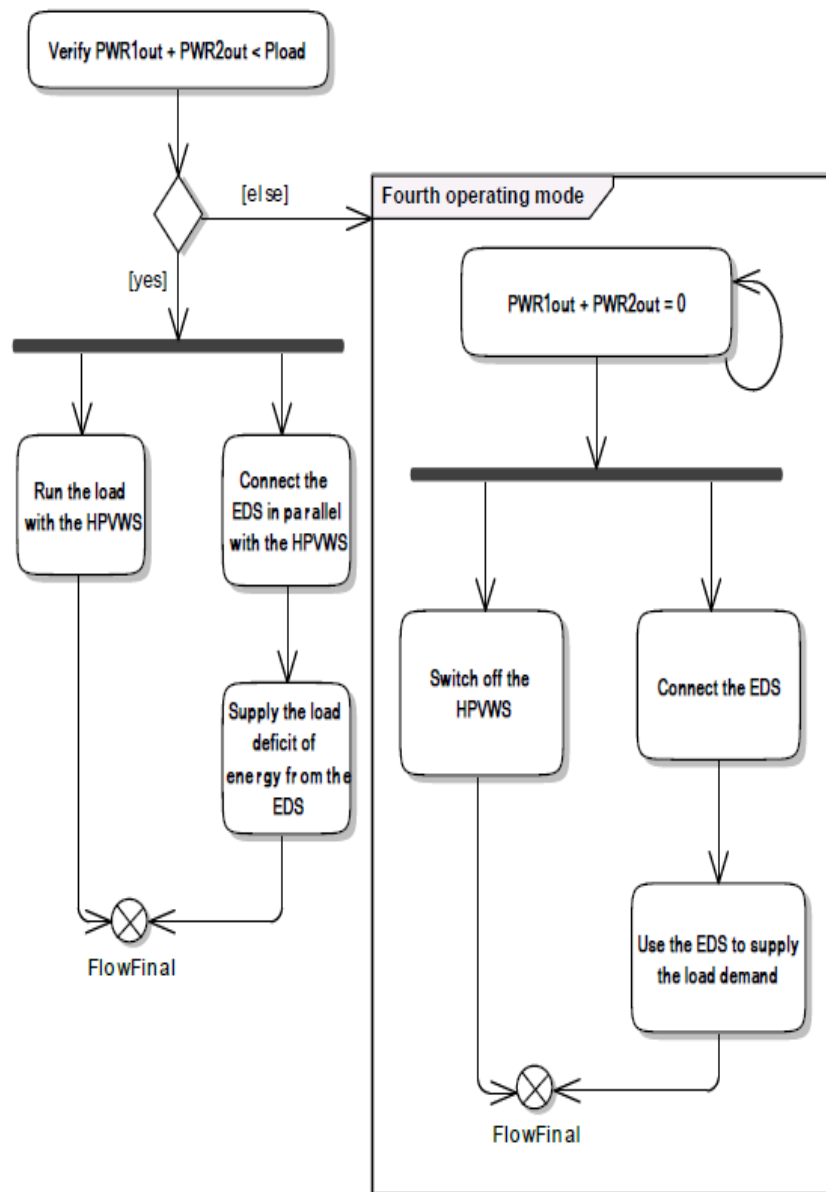 Verify PWR1out + PWR2out < Pload
[else]
[yes]
Run the load
with the HPVWS
Connect the
EDS in parallel
with the HPVWS
Supply the load
deficit of
energy from the
EDS
FlowFinal
Fourth operating mode
PWR1out + PWR2out = 0
Switch off the
HPVWS
Connect the EDS
Use the EDS to supply
the load demand
FlowFinal